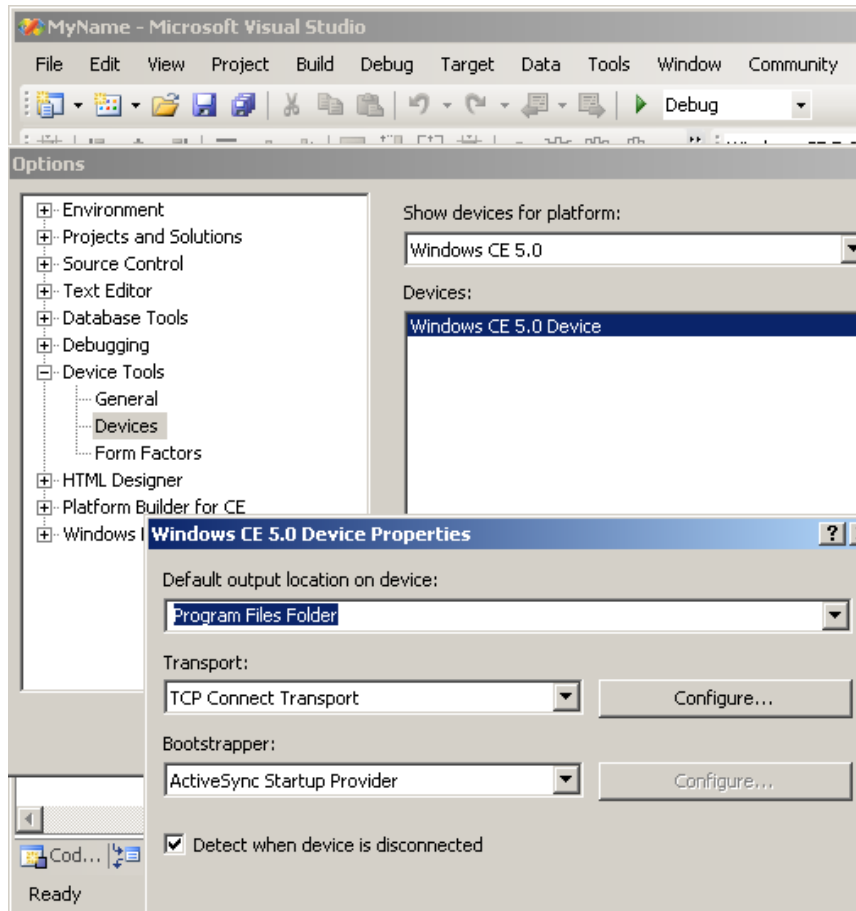 MyName - Microsoft Visual Studio
File Edit View Project Build Debug Target Data Tools Window Community
Debug
Options
Environment
Projects and Solutions
Source Control
Text Editor
Database Tools
Debugging
Device Tools
General
Devices
Form Factors
HTML Designer
Platform Builder for CE
Windows
Show devices for platform:
Windows CE 5.0
Devices:
Windows CE 5.0 Device
Windows CE 5.0 Device Properties
Default output location on device:
Program Files Folder
Transport:
TCP Connect Transport
Configure...
Bootstrapper:
ActiveSync Startup Provider
Configure...
Detect when device is disconnected
Cod...
Ready